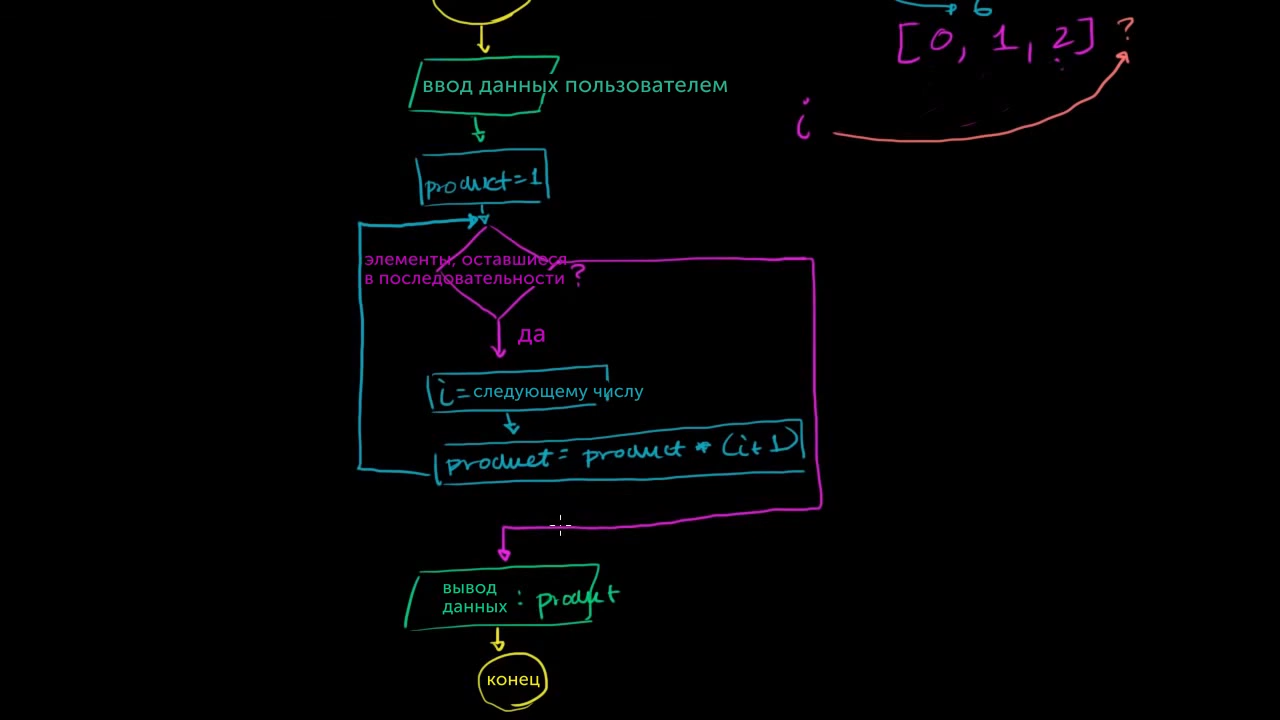 6
[0, 1, 2] ?
ввод данных пользователем
i
product=1
элементы, оставшиеся
в последовательности ?
да
i = следующему числу
product = product * (i+1)
вывод
данных : product
конец